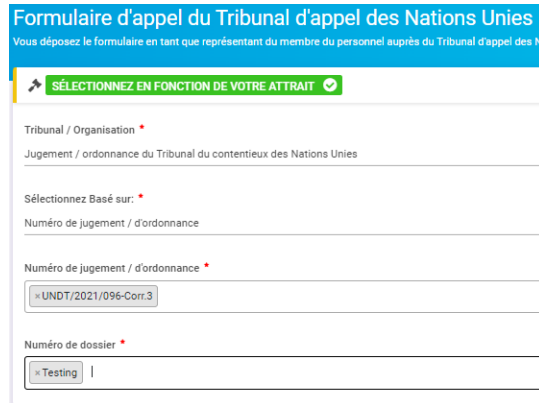 Formulaire d'appel du Tribunal d'appel des Nations Unies
Vous déposez le formulaire en tant que représentant du membre du personnel auprès du Tribunal d'appel des
SÉLECTIONNEZ EN FONCTION DE VOTRE ATTRAIT
Tribunal / Organisation *
Jugement / ordonnance du Tribunal du contentieux des Nations Unies
Sélectionnez Basé sur: *
Numéro de jugement / d'ordonnance
Numéro de jugement / d'ordonnance *
×UNDT/2021/096-Corr.3
Numéro de dossier *
×Testing